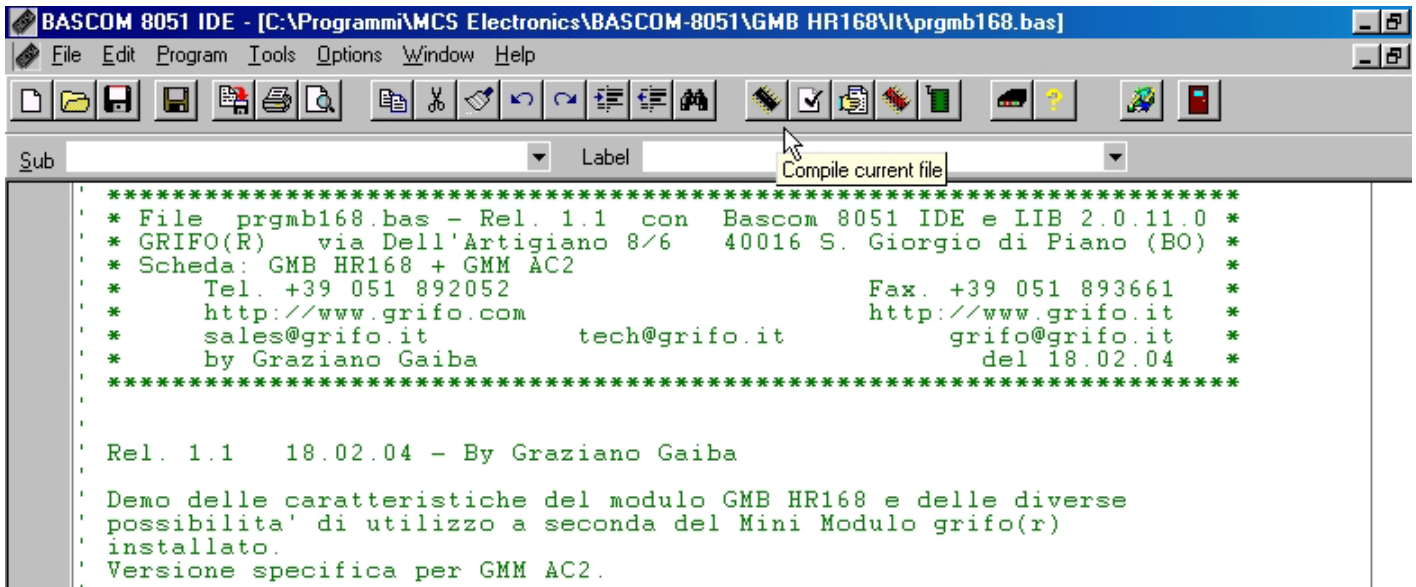 BASCOM 8051 IDE - [C:\Programmi\MCS Electronics\BASCOM-8051\GMB HR168\It\prgmb168.bas]
File Edit Program Tools Options Window Help
Sub Label
Compile current file
' **********************************************************************
' * File prgmb168.bas - Rel. 1.1 con Bascom 8051 IDE e LIB 2.0.11.0 *
' * GRIFO(R) via Dell'Artigiano 8/6 40016 S. Giorgio di Piano (BO) *
' * Scheda: GMB HR168 + GMM AC2 *
' * Tel. +39 051 892052 Fax. +39 051 893661 *
' * http://www.grifo.com http://www.grifo.it *
' * sales@grifo.it tech@grifo.it grifo@grifo.it *
' * by Graziano Gaiba del 18.02.04 *
' **********************************************************************
'
'
' Rel. 1.1 18.02.04 - By Graziano Gaiba
'
' Demo delle caratteristiche del modulo GMB HR168 e delle diverse
' possibilita' di utilizzo a seconda del Mini Modulo grifo(r)
' installato.
' Versione specifica per GMM AC2.